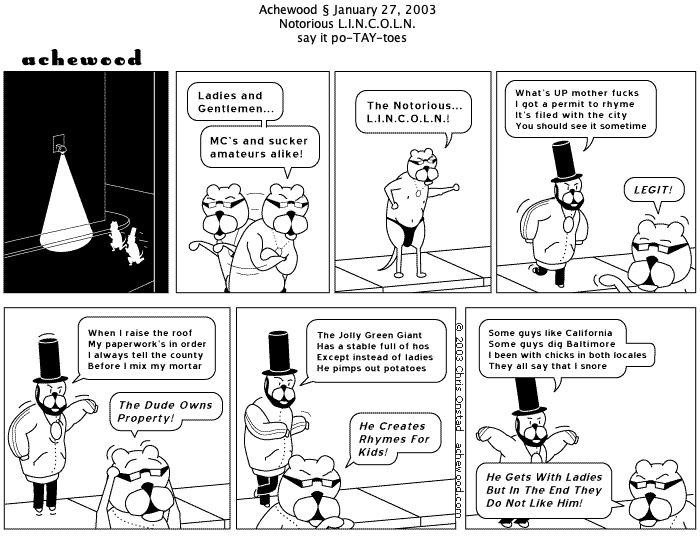 Achewood § January 27, 2003
Notorious L.I.N.C.O.L.N.
say it po-TAY-toes
achewood
Ladies and
Gentlemen...
MC's and sucker
amateurs alike!
The Notorious...
L.I.N.C.O.L.N.!
What's UP mother fucks
I got a permit to rhyme
It's filed with the city
You should see it sometime
LEGIT!
When I raise the roof
My paperwork's in order
I always tell the county
Before I mix my mortar
The Dude Owns
Property!
The Jolly Green Giant
Has a stable full of hos
Except instead of ladies
He pimps out potatoes
He Creates
Rhymes For
Kids!
© 2003 Chris Onstad achewood.com
Some guys like California
Some guys dig Baltimore
I been with chicks in both locales
They all say that I snore
He Gets With Ladies
But In The End They
Do Not Like Him!